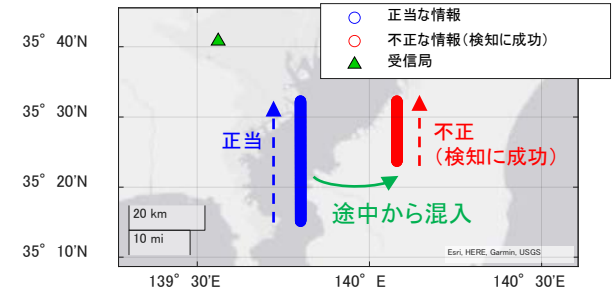 正当な情報
不正な情報(検知に成功)
受信局
35° 40'N
35° 30'N
35° 20'N
35° 10'N
正当
不正
(検知に成功)
途中から混入
20 km
10 mi
Esri, HERE, Garmin, USGS
139° 30'E
140° E
140° 30'E